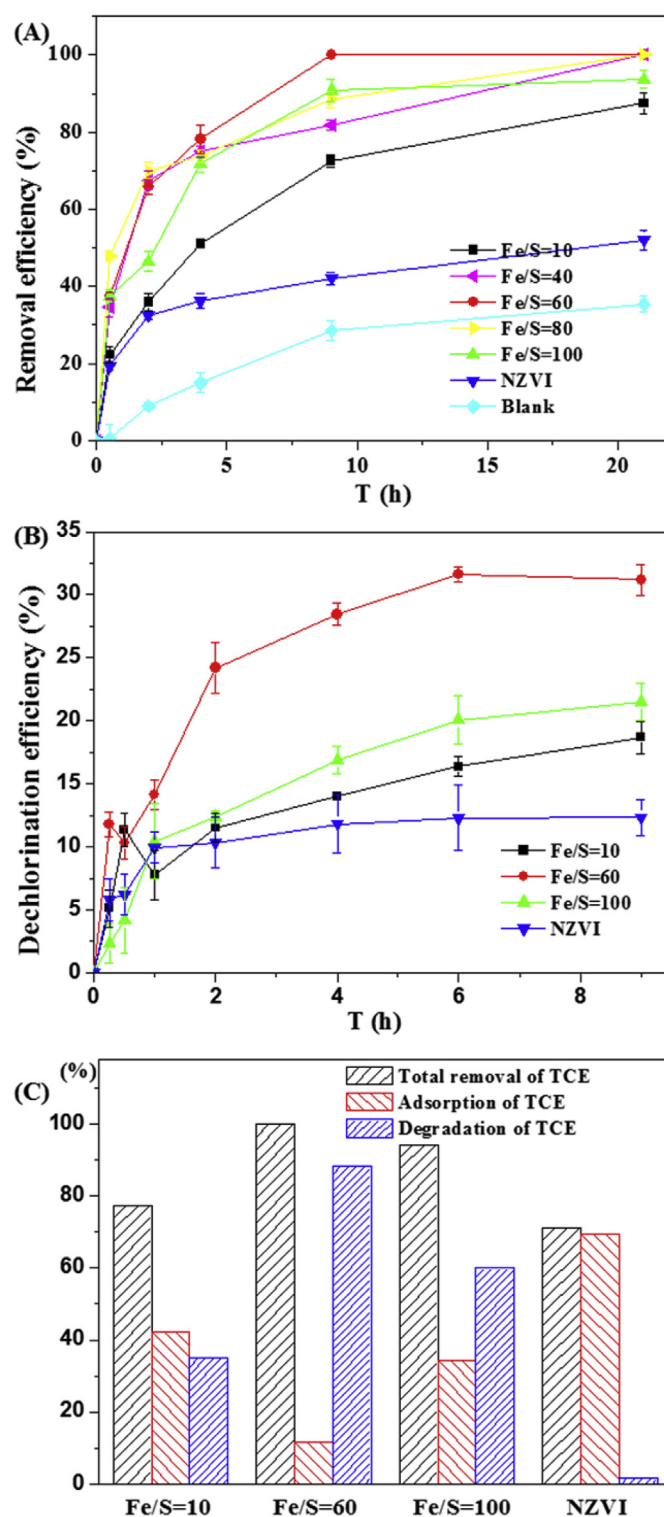 (A)
Removal efficiency (%)
100
80
60
40
20
0
Fe/S=10
Fe/S=40
Fe/S=60
Fe/S=80
Fe/S=100
NZVI
Blank
0 5 10 15 20
T (h)
(B)
Dechlorination efficiency (%)
35
30
25
20
15
10
5
0
Fe/S=10
Fe/S=60
Fe/S=100
NZVI
0 2 4 6 8
T (h)
(C)
(%)
Total removal of TCE
Adsorption of TCE
Degradation of TCE
100
80
60
40
20
0
Fe/S=10 Fe/S=60 Fe/S=100 NZVI